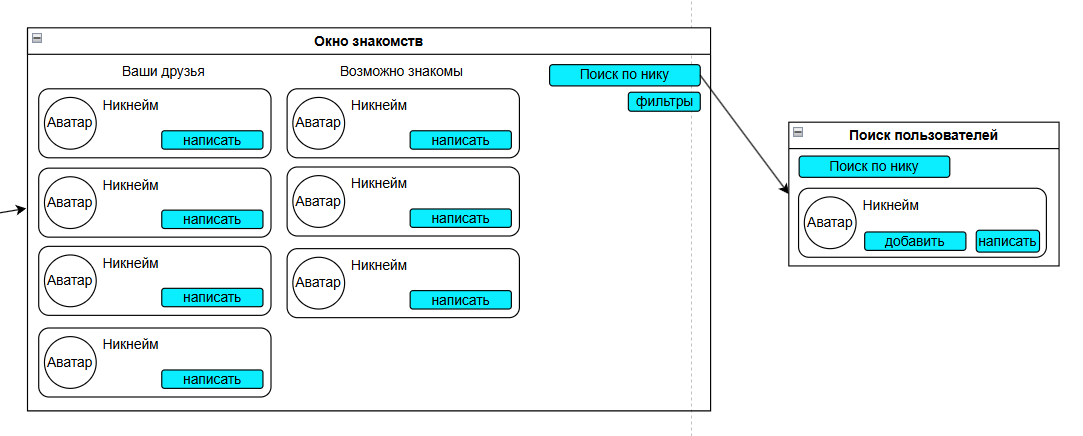 Окно знакомств
Ваши друзья
Аватар
Никнейм
написать
Аватар
Никнейм
написать
Аватар
Никнейм
написать
Аватар
Никнейм
написать
Возможно знакомы
Аватар
Никнейм
написать
Аватар
Никнейм
написать
Аватар
Никнейм
написать
Поиск по нику
фильтры
Поиск пользователей
Поиск по нику
Аватар
Никнейм
добавить
написать